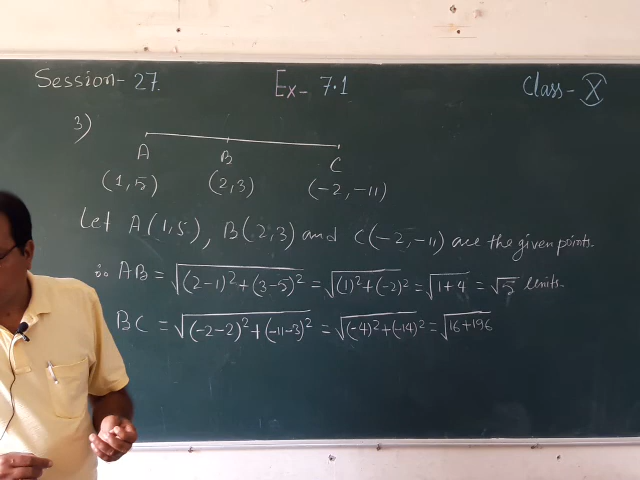 Session- 27. Ex- 7.1 Class- X
3)
A B C
(1,5) (2,3) (-2,-11)
Let A(1,5), B(2,3) and C(-2,-11) are the given points.
∴ AB = √(2-1)²+(3-5)² = √(1)²+(-2)² = √1+4 = √5 units.
BC = √(-2-2)²+(-11-3)² = √(-4)²+(-14)² = √16+196